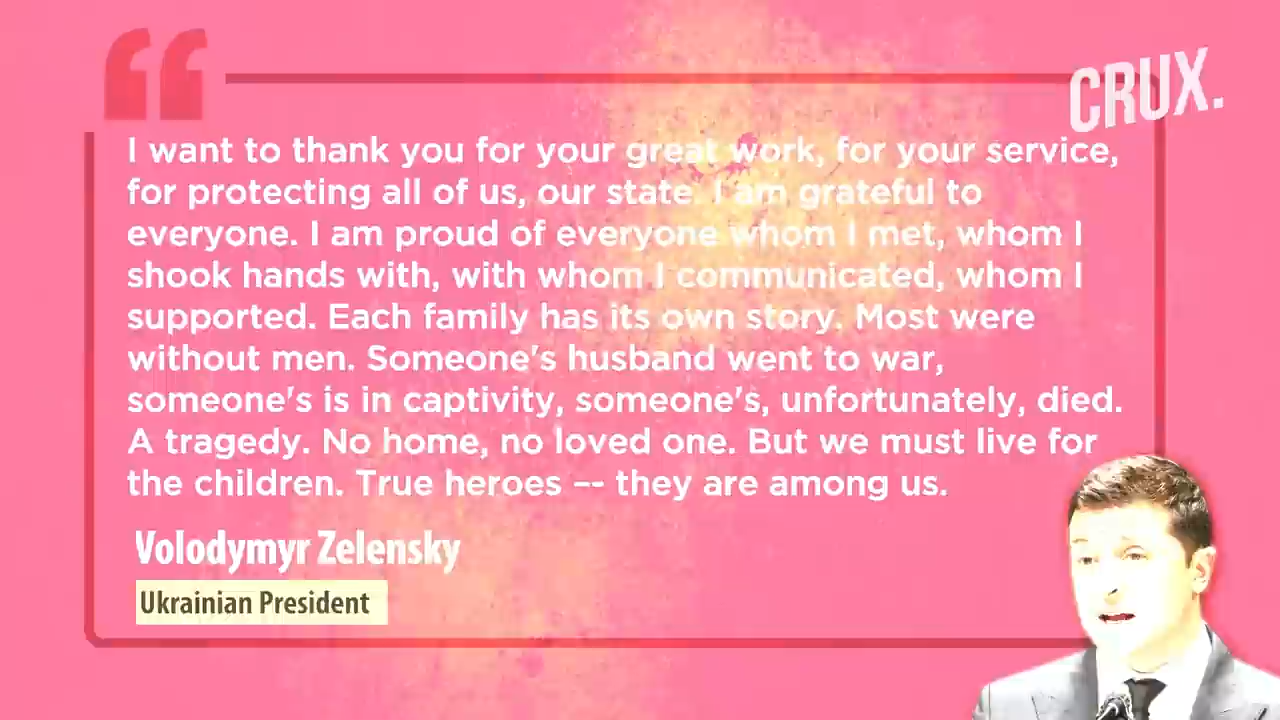 CRUX.
I want to thank you for your great work, for your service,
for protecting all of us, our state. I am grateful to
everyone. I am proud of everyone whom I met, whom I
shook hands with, with whom I communicated, whom I
supported. Each family has its own story. Most were
without men. Someone's husband went to war,
someone's is in captivity, someone's, unfortunately, died.
A tragedy. No home, no loved one. But we must live for
the children. True heroes -- they are among us.
Volodymyr Zelensky
Ukrainian President